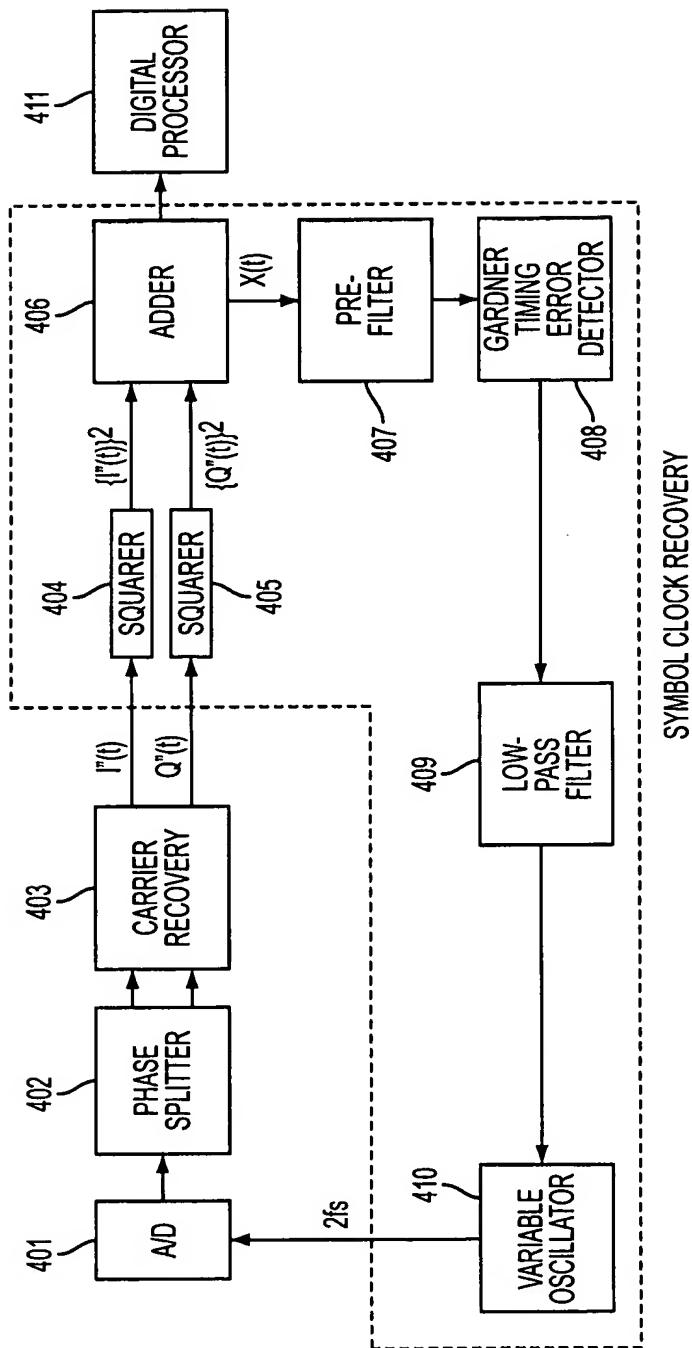 401
A/D
402
PHASE
SPLITTER
403
CARRIER
RECOVERY
I"(t)
Q"(t)
404
SQUARER
SQUARER
405
{I"(t)}2
{Q"(t)}2
406
ADDER
411
DIGITAL
PROCESSOR
X(t)
PRE-
FILTER
407
GARDNER
TIMING
ERROR
DETECTOR
408
409
LOW-
PASS
FILTER
410
VARIABLE
OSCILLATOR
2fs
SYMBOL CLOCK RECOVERY